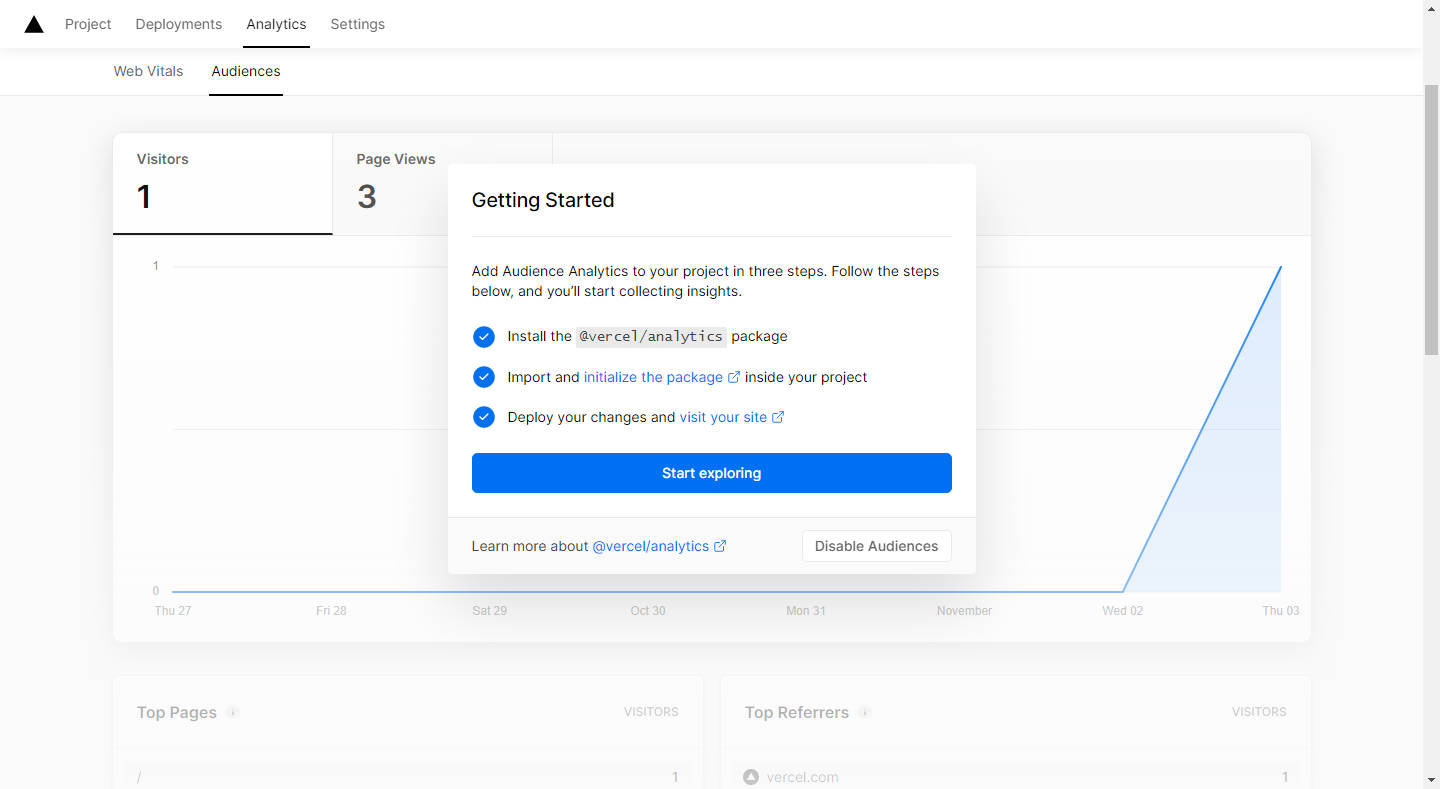 Project Deployments Analytics Settings
Web Vitals Audiences
Visitors
1
Page Views
3
Getting Started
Add Audience Analytics to your project in three steps. Follow the steps
below, and you’ll start collecting insights.
Install the @vercel/analytics package
Import and initialize the package inside your project
Deploy your changes and visit your site
Start exploring
Learn more about @vercel/analytics
Disable Audiences
1
0
Thu 27 Fri 28 Sat 29 Oct 30 Mon 31 November Wed 02 Thu 03
Top Pages VISITORS
/ 1
Top Referrers VISITORS
vercel.com 1